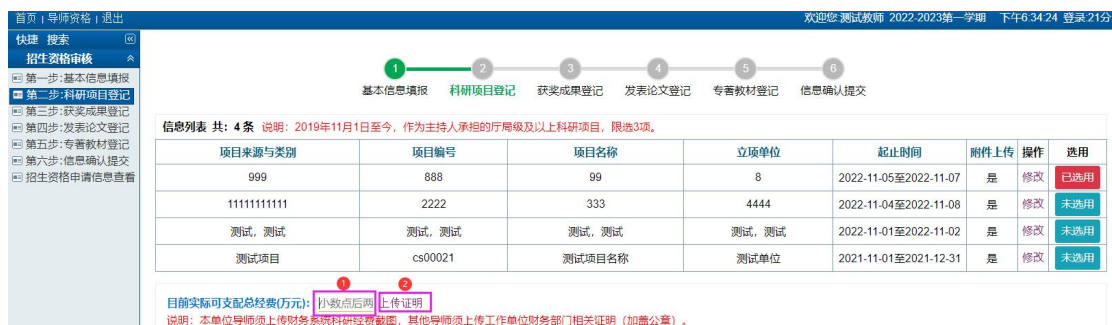 首页 | 导师资格 | 退出
欢迎您:测试教师 2022-2023第一学期 下午6:34:24 登录:21分
快捷 搜索
招生资格审核
第一步:基本信息填报
第二步:科研项目登记
第三步:获奖成果登记
第四步:发表论文登记
第五步:专著教材登记
第六步:信息确认提交
招生资格申请信息查看
1 2 3 4 5 6
基本信息填报 科研项目登记 获奖成果登记 发表论文登记 专著教材登记 信息确认提交
信息列表 共: 4 条 说明: 2019年11月1日至今, 作为主持人承担的厅局级及以上科研项目, 限选3项。
项目来源与类别 项目编号 项目名称 立项单位 起止时间 附件上传 操作 选用
999 888 99 8 2022-11-05至2022-11-07 是 修改 已选用
11111111111 2222 333 4444 2022-11-04至2022-11-08 是 修改 未选用
测试, 测试 测试, 测试 测试, 测试 测试, 测试 2022-11-01至2022-11-02 是 修改 未选用
测试项目 cs00021 测试项目名称 测试单位 2021-11-01至2021-12-31 是 修改 未选用
1 2
目前实际可支配总经费(万元): 小数点后两 上传证明
说明: 本单位导师须上传财务系统科研经费截图, 其他导师须上传工作单位财务部门相关证明 (加盖公章) 。